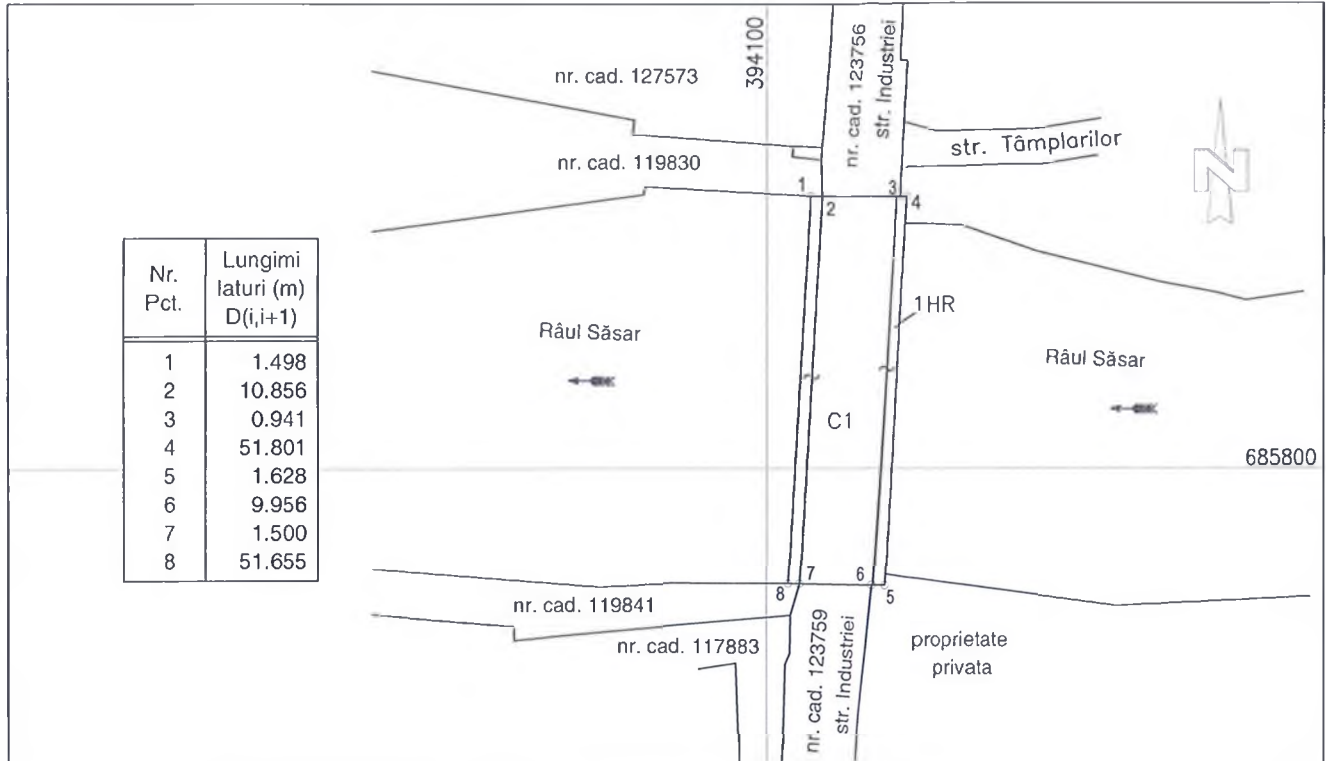 394100
nr. cad. 123756
str. Industriei
nr. cad. 127573
nr. cad. 119830
str. Tâmplarilor
N
1
2
3
4
Nr. Pct. Lungimi laturi (m) D(i,i+1)
1 1.498
2 10.856
3 0.941
4 51.801
5 1.628
6 9.956
7 1.500
8 51.655
Râul Săsar
1HR
Râul Săsar
C1
685800
8
7
6
5
nr. cad. 119841
nr. cad. 117883
nr. cad. 123759
str. Industriei
proprietate
privata